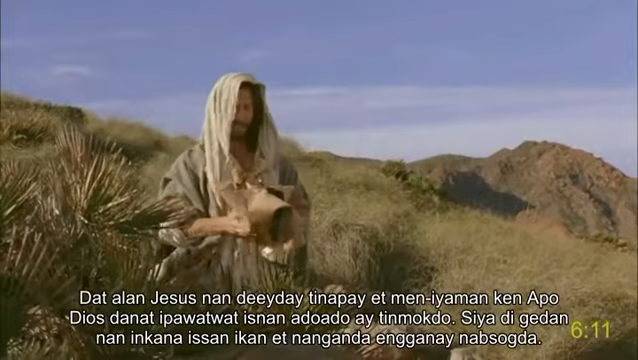 Dat alan Jesus nan deeyday tinapay et men-iyaman ken Apo
Dios danat ipawatwat isnan adoado ay tinmokdo. Siya di gedan
nan inkana issan ikan et nanganda engganay nabsogda.
6:11